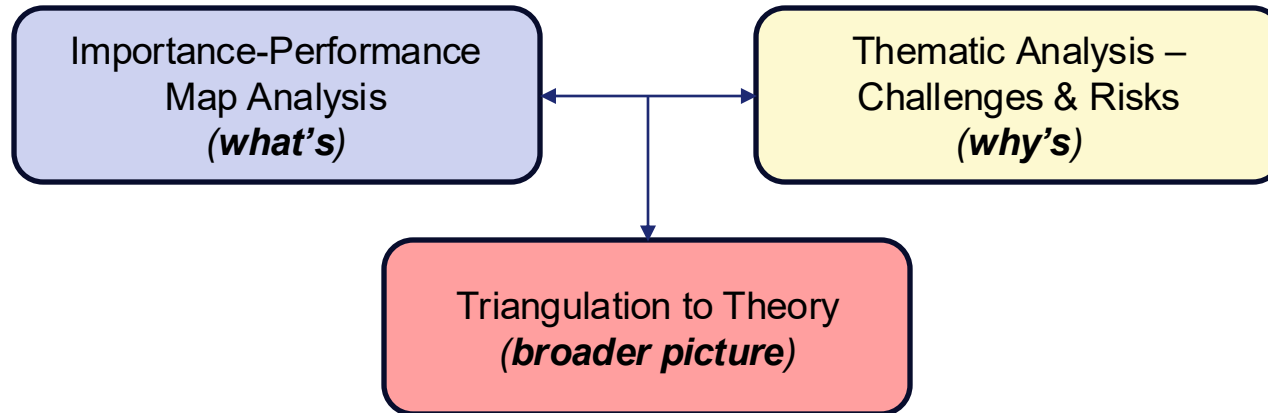 Importance-Performance
Map Analysis
(what's)
Thematic Analysis –
Challenges & Risks
(why's)
Triangulation to Theory
(broader picture)